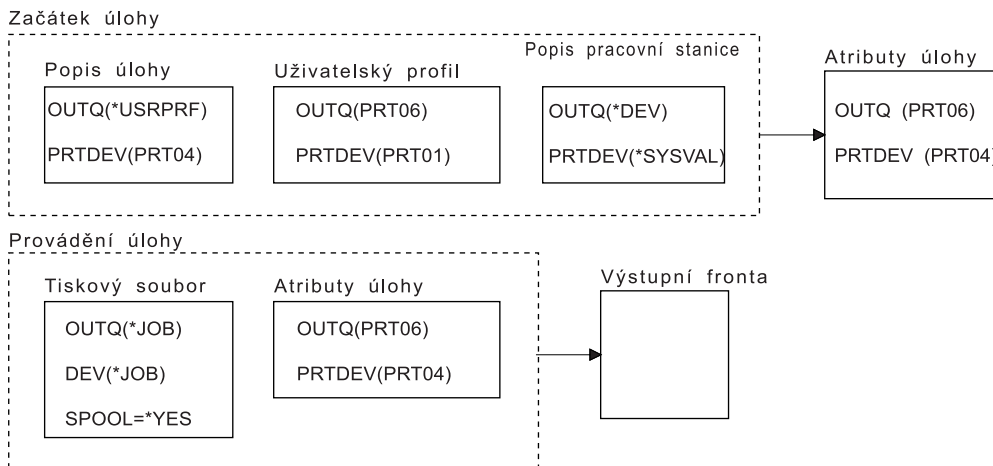 Začátek úlohy
Popis úlohy
OUTQ(*USRPRF)
PRTDEV(PRT04)
Uživatelský profil
OUTQ(PRT06)
PRTDEV(PRT01)
Popis pracovní stanice
OUTQ(*DEV)
PRTDEV(*SYSVAL)
Atributy úlohy
OUTQ (PRT06)
PRTDEV (PRT04)
Provádění úlohy
Tiskový soubor
OUTQ(*JOB)
DEV(*JOB)
SPOOL=*YES
Atributy úlohy
OUTQ(PRT06)
PRTDEV(PRT04)
Výstupní fronta